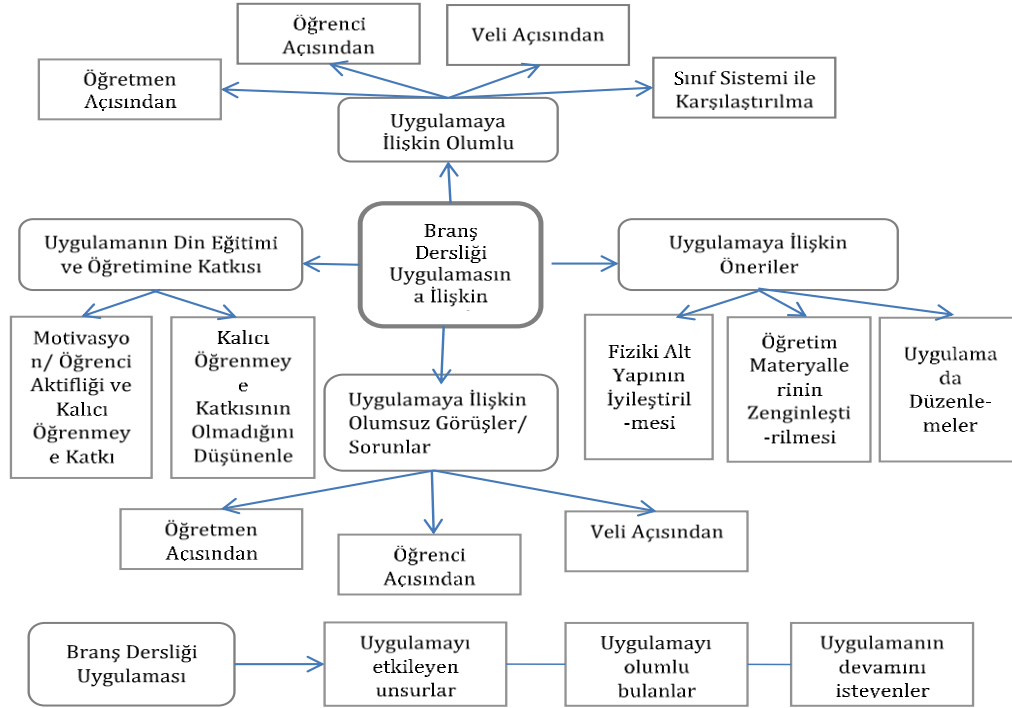 Öğrenci
Açısından
Veli Açısından
Öğretmen
Açısından
Sınıf Sistemi ile
Karşılaştırılma
Uygulamaya
İlişkin Olumlu
Uygulamanın Din Eğitimi
ve Öğretimine Katkısı
Branş
Dersliği
Uygulamasın
a İlişkin
Uygulamaya İlişkin
Öneriler
Motivasyo
n/ Öğrenci
Aktifliği ve
Kalıcı
Öğrenmey
e Katkı
Kalıcı
Öğrenmey
e
Katkısının
Olmadığını
Düşünenle
Fiziki Alt
Yapının
İyileştiril
-mesi
Öğretim
Materyalle
rinin
Zenginleşti
-rilmesi
Uygulama
da
Düzenle-
meler
Uygulamaya İlişkin
Olumsuz Görüşler/
Sorunlar
Öğretmen
Açısından
Öğrenci
Açısından
Veli Açısından
Branş Dersliği
Uygulaması
Uygulamayı
etkileyen
unsurlar
Uygulamayı
olumlu
bulanlar
Uygulamanın
devamını
isteyenler